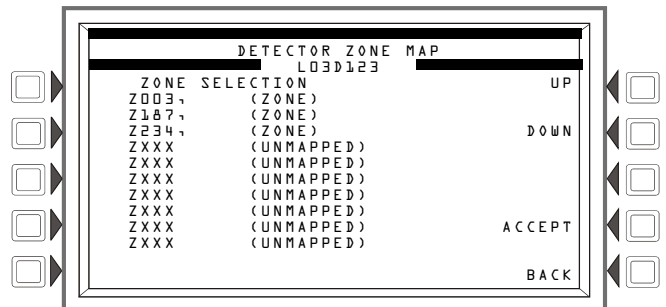 DETECTOR ZONE MAP
L03D123
ZONE SELECTION UP
Z003, (ZONE)
Z187, (ZONE)
Z234, (ZONE) DOWN
ZXXX (UNMAPPED)
ZXXX (UNMAPPED)
ZXXX (UNMAPPED)
ZXXX (UNMAPPED)
ZXXX (UNMAPPED)
ZXXX (UNMAPPED) ACCEPT
ZXXX (UNMAPPED)
BACK